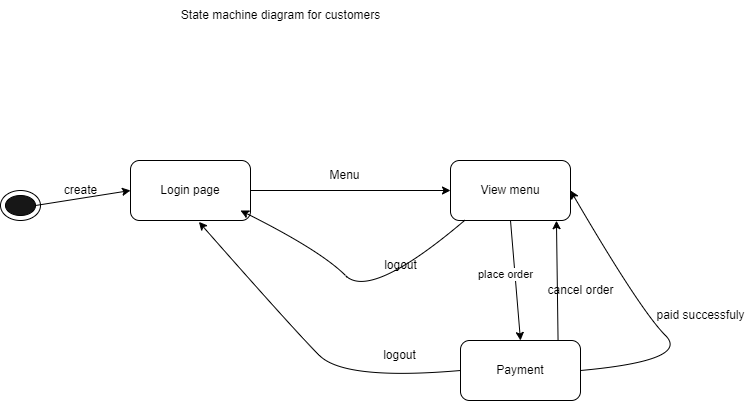 State machine diagram for customers
Menu
create
Login page
View menu
logout
place order
cancel order
paid successfuly
logout
Payment